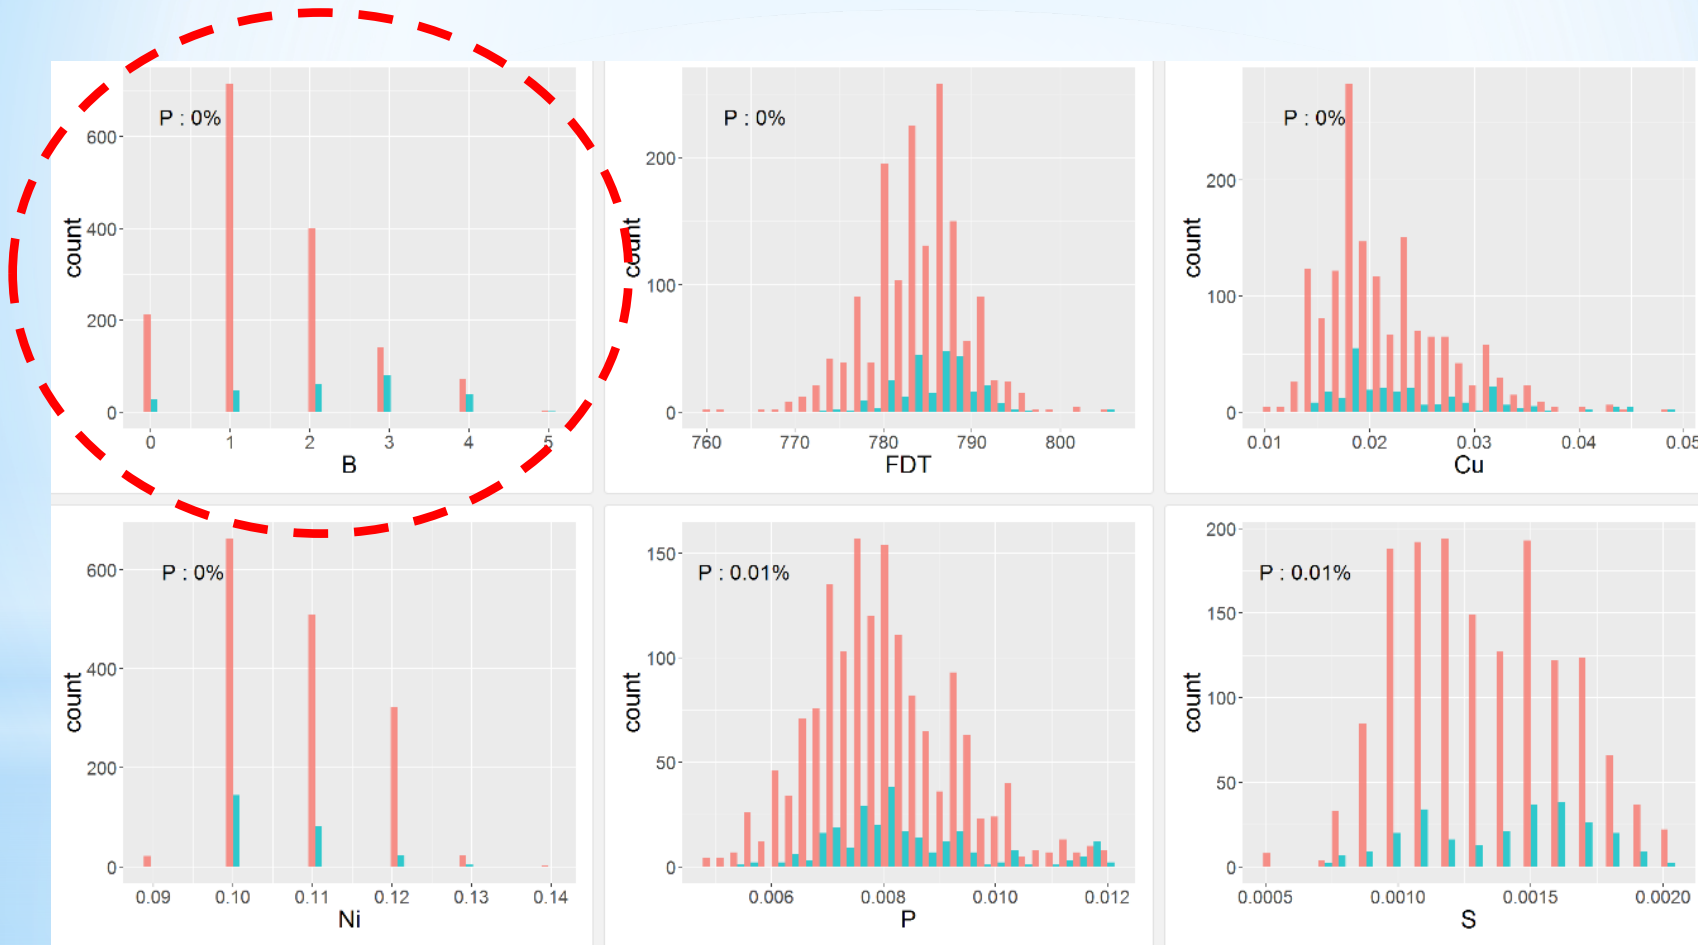 P : 0%
600
400
200
0
count
0 1 2 3 4 5
B
P : 0%
200
100
0
count
760 770 780 790 800
FDT
P : 0%
200
100
0
count
0.01 0.02 0.03 0.04 0.05
Cu
P : 0%
600
400
200
0
count
0.09 0.10 0.11 0.12 0.13 0.14
Ni
P : 0.01%
150
100
50
0
count
0.006 0.008 0.010 0.012
P
P : 0.01%
200
150
100
50
0
count
0.0005 0.0010 0.0015 0.0020
S